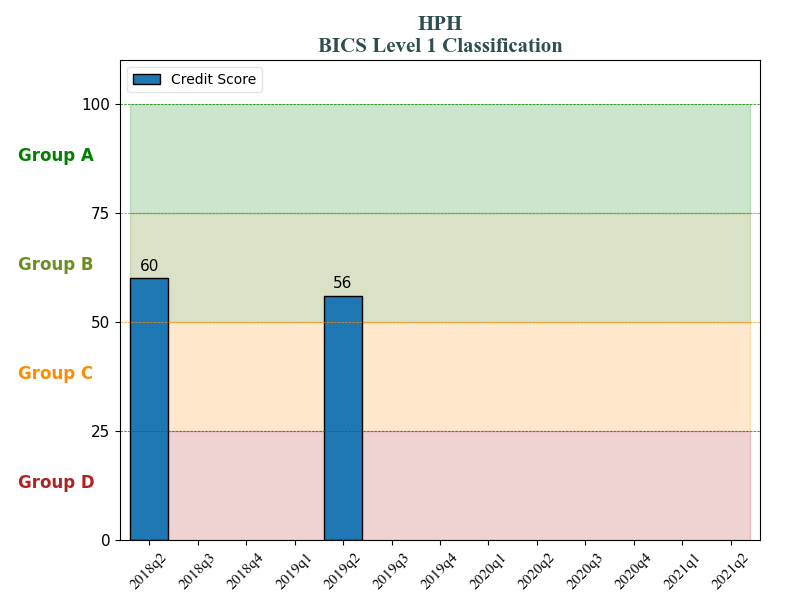 HPH
BICS Level 1 Classification
Credit Score
100
Group A
75
Group B
60
56
50
Group C
25
Group D
0
2018q2
2018q3
2018q4
2019q1
2019q2
2019q3
2019q4
2020q1
2020q2
2020q3
2020q4
2021q1
2021q2